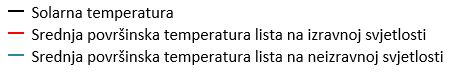 Solarna temperatura
Srednja površinska temperatura lista na izravnoj svjetlosti
Srednja površinska temperatura lista na neizravnoj svjetlosti